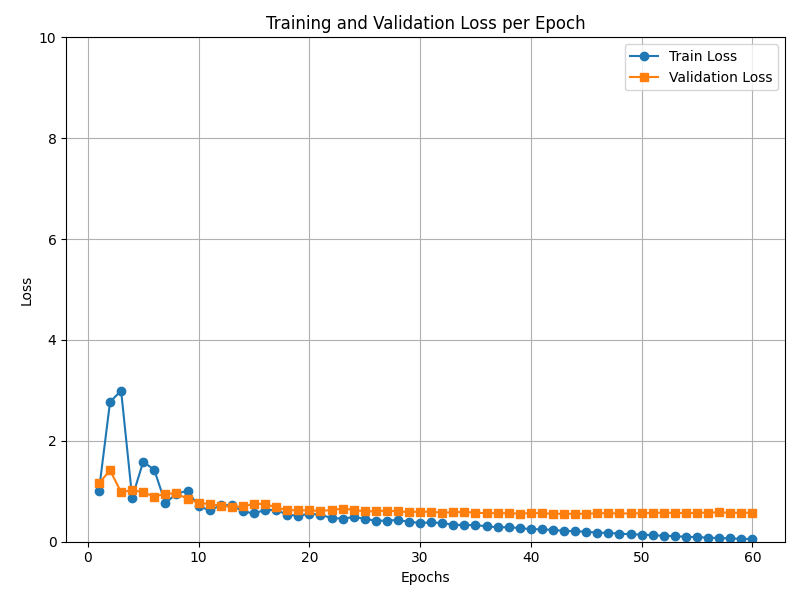 Training and Validation Loss per Epoch
10
8
6
4
2
0
Loss
Train Loss
Validation Loss
0 10 20 30 40 50 60
Epochs